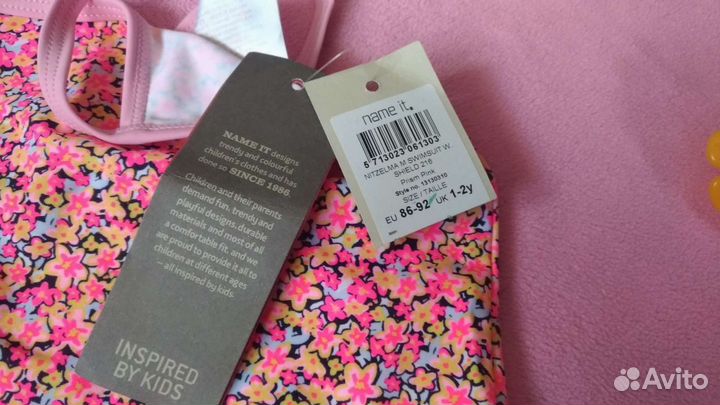 NAME IT designs
trendy and colourful
children's clothes and has
done so SINCE 1986.
Children and their parents
demand fun, trendy and
playful designs, durable
materials and most of all
a comfortable fit, and we
are proud to provide it all to
children at different ages
— all inspired by kids.
INSPIRED
BY KIDS
name it.
5 713023 061303
NITZELMA M SWIMSUIT W
SHIELD 216
Prism Pink
Style no. 13130310
SIZE / TAILLE
EU 86-92 UK 1-2y
Avito